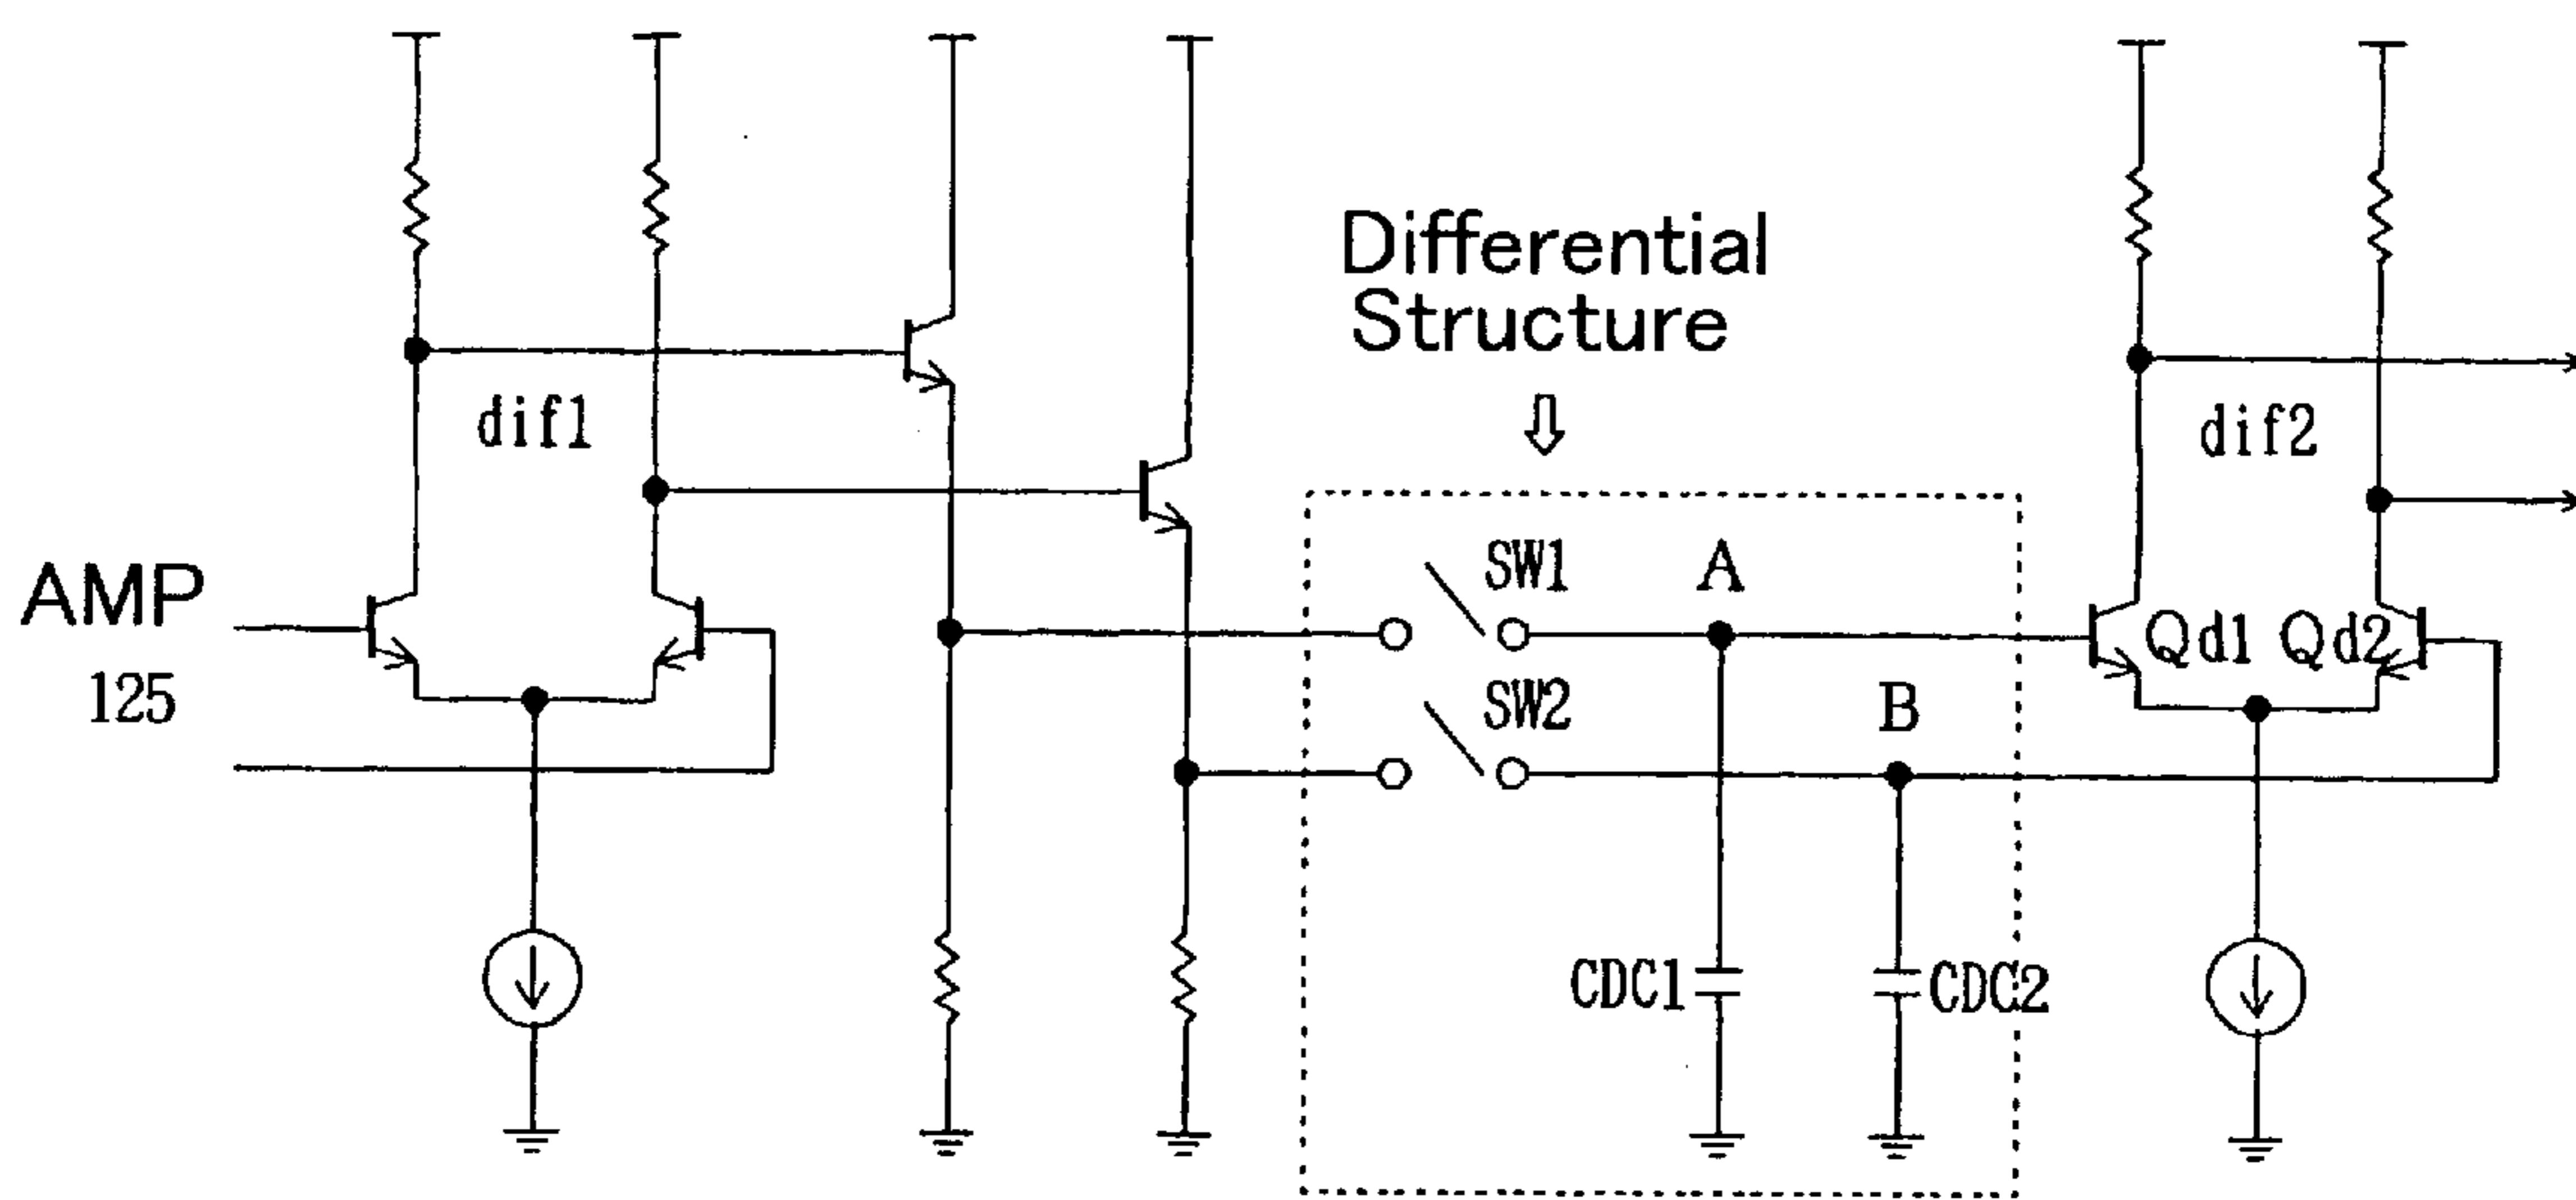 Differential
Structure
dif1
dif2
AMP
125
SW1
A
Qd1
Qd2
SW2
B
CDC1
CDC2